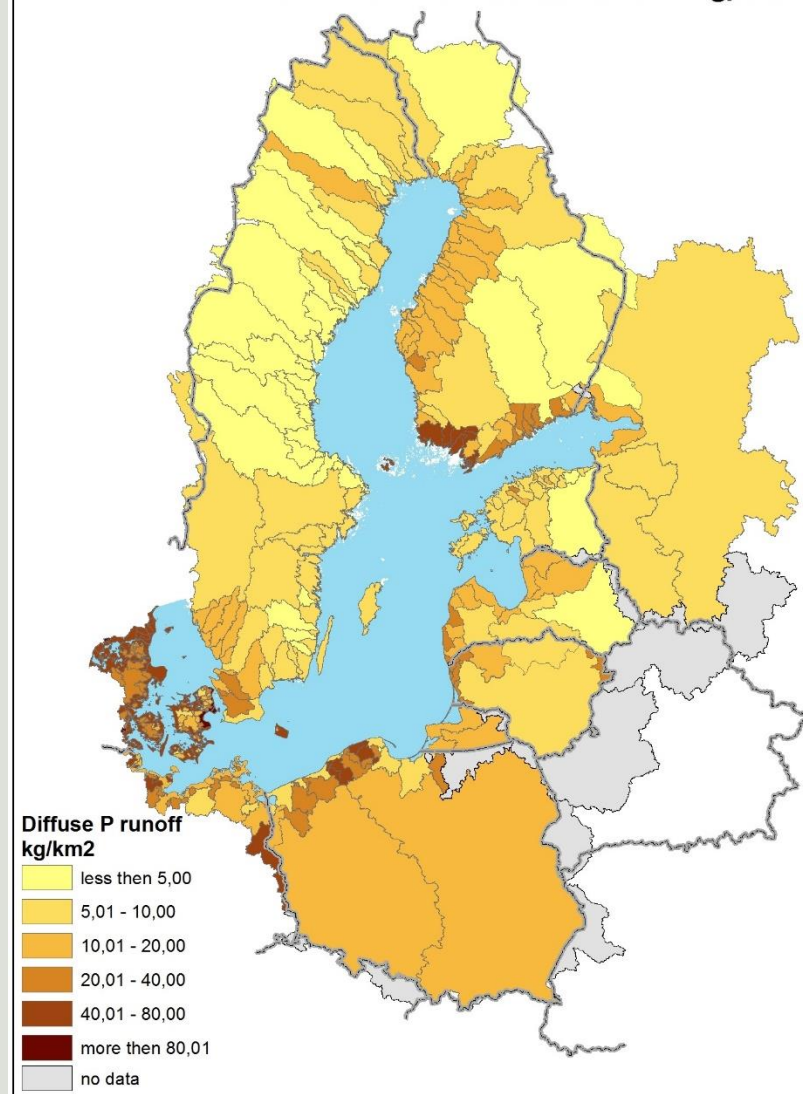 Diffuse P runoff
kg/km2
less then 5,00
5,01 - 10,00
10,01 - 20,00
20,01 - 40,00
40,01 - 80,00
more then 80,01
no data